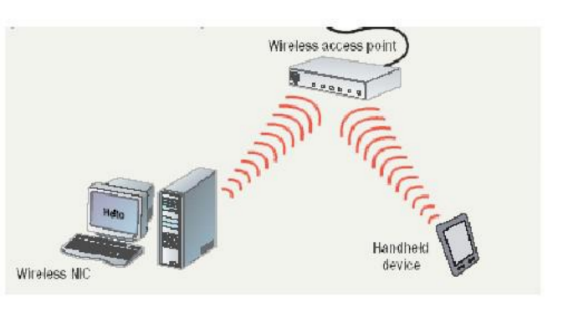 Wireless access point
Hello
Handheld
device
Wireless NIC